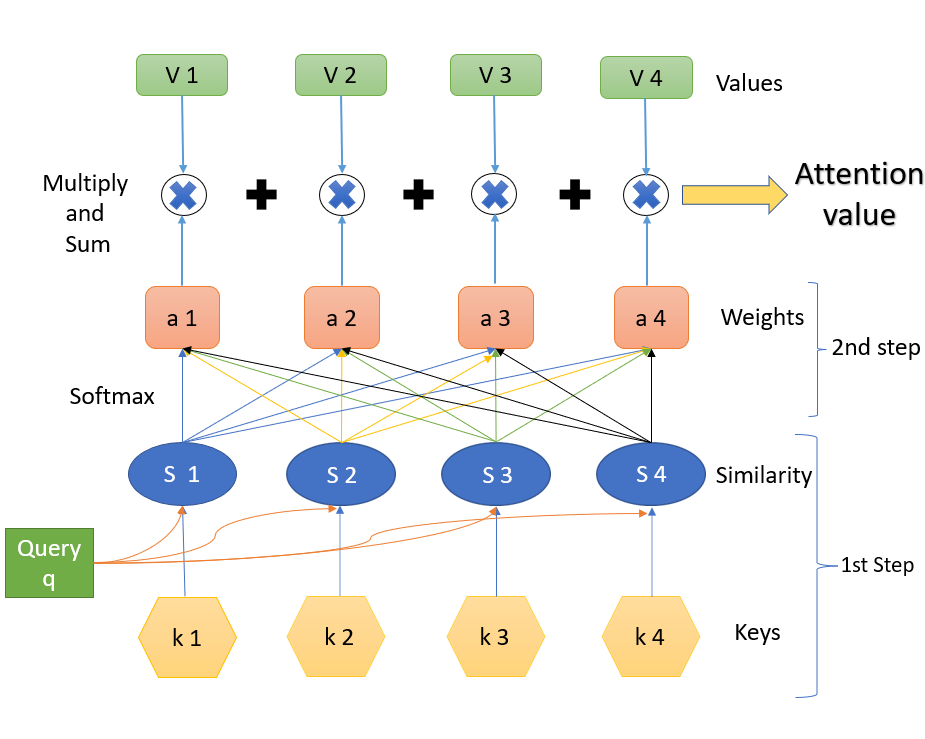 V 1
V 2
V 3
V 4
Values
Multiply
and
Sum
Attention
value
a 1
a 2
a 3
a 4
Weights
2nd step
Softmax
S 1
S 2
S 3
S 4
Similarity
Query
q
1st Step
k 1
k 2
k 3
k 4
Keys